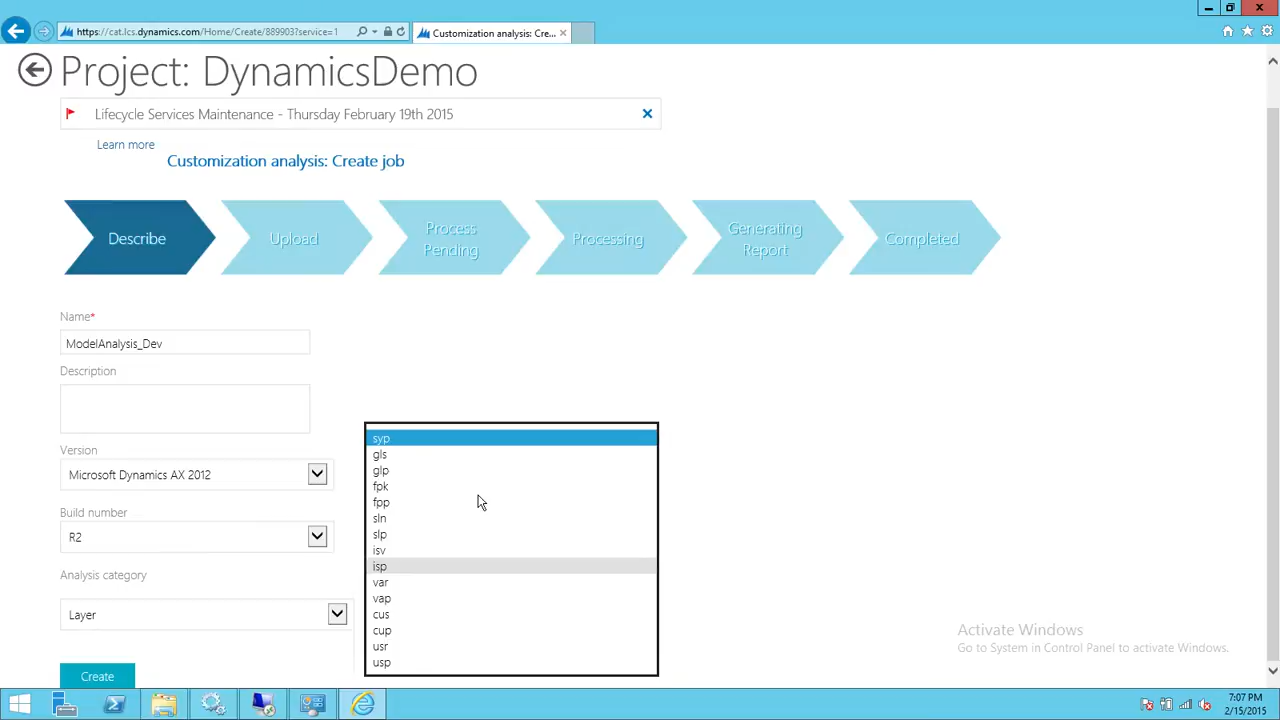 https://cat.lcs.dynamics.com/Home/Create/889903?service=1
Customization analysis: Cre...
Project: DynamicsDemo
Lifecycle Services Maintenance - Thursday February 19th 2015
Learn more
Customization analysis: Create job
Describe
Upload
Process
Pending
Processing
Generating
Report
Completed
Name*
ModelAnalysis_Dev
Description
Version
Microsoft Dynamics AX 2012
Build number
R2
Analysis category
Layer
Create
syp
gls
glp
fpk
fpp
sln
slp
isv
isp
var
vap
cus
cup
usr
usp
Activate Windows
Go to System in Control Panel to activate Windows.
7:07 PM
2/15/2015